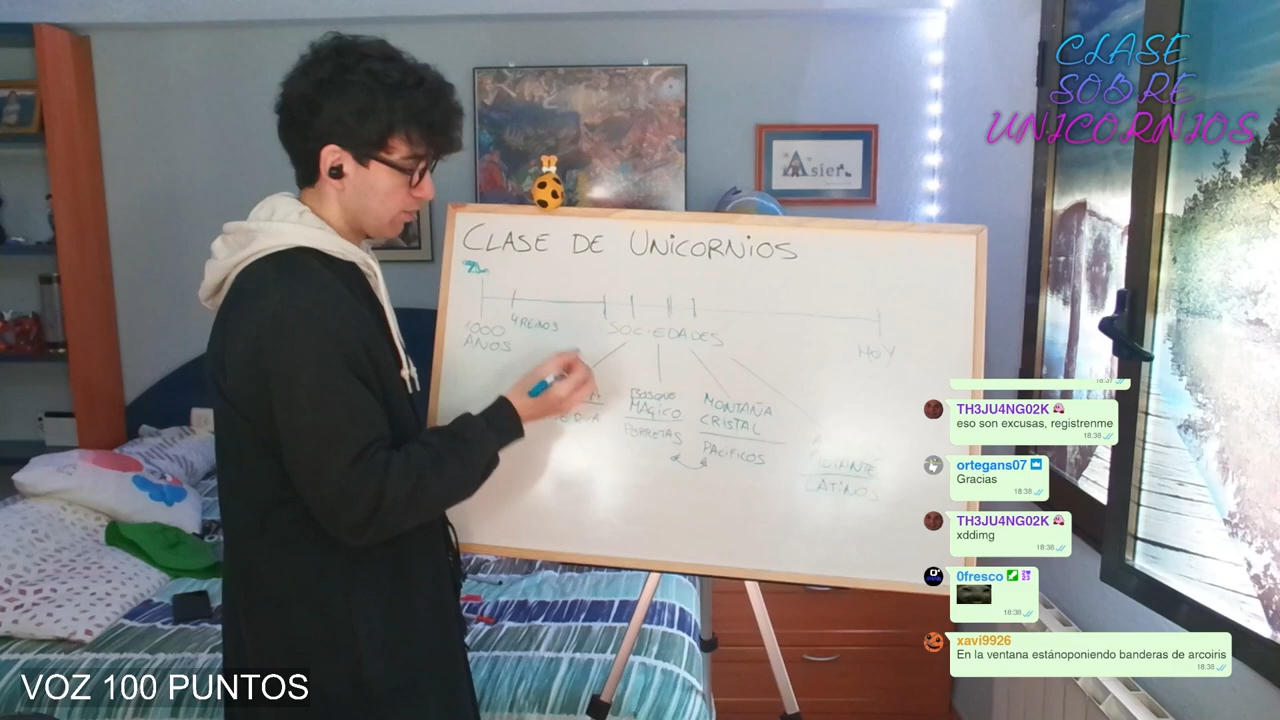 CLASE
SOBRE
UNICORNIOS
Asier
CLASE DE UNICORNIOS
1000
AÑOS
4 REINOS
SOCIEDADES
HOY
BOSQUE
MÁGICO
PORRETAS
MONTAÑA
CRISTAL
PACÍFICOS
LATINOS
18:37
TH3JU4NG02K
eso son excusas, registrenme
18:38
ortegans07
Gracias
18:38
TH3JU4NG02K
xddimg
18:38
0fresco
18:38
xavi9926
En la ventana estánoponiendo banderas de arcoiris
18:38
VOZ 100 PUNTOS